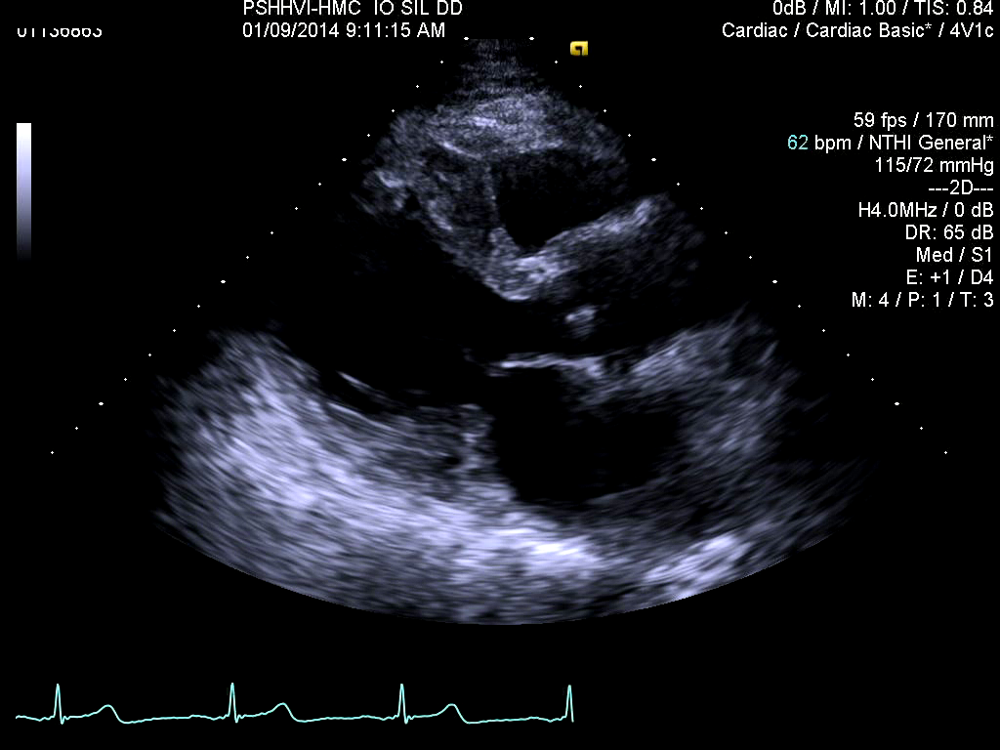 PSHHVI-HMC IO SIL DD
01/09/2014 9:11:15 AM
0dB / MI: 1.00 / TIS: 0.84
Cardiac / Cardiac Basic* / 4V1c
59 fps / 170 mm
62 bpm / NTHI General*
115/72 mmHg
---2D---
H4.0MHz / 0 dB
DR: 65 dB
Med / S1
E: +1 / D4
M: 4 / P: 1 / T: 3